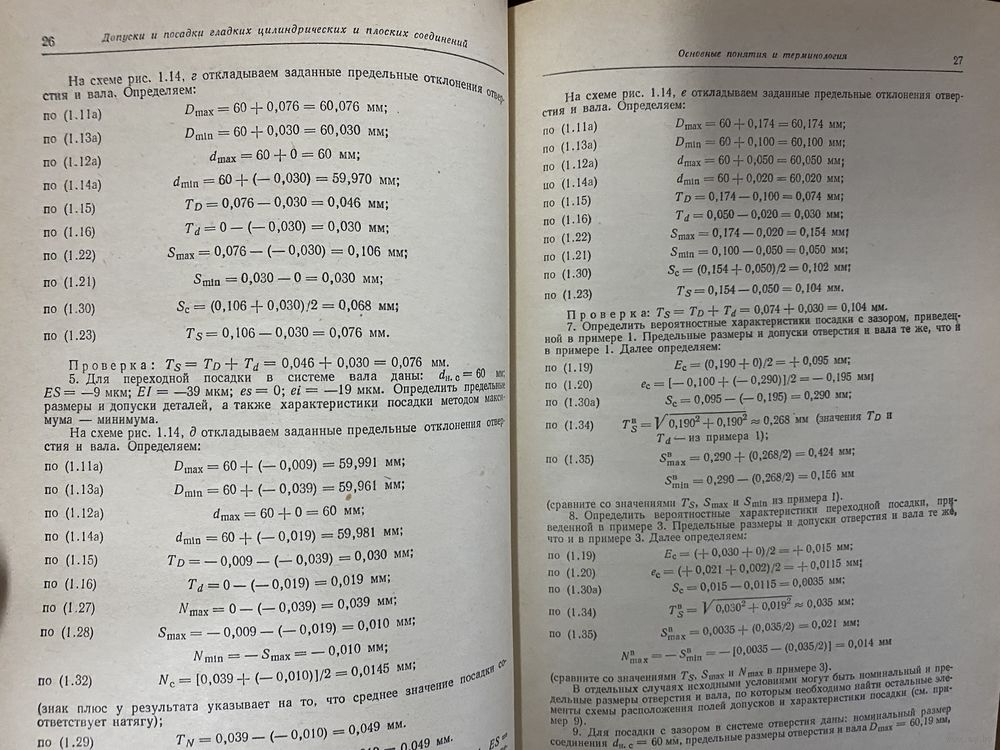 26
Допуски и посадки гладких цилиндрических и плоских соединений
На схеме рис. 1.14, г откладываем заданные предельные отклонения отвер-
стия и вала. Определяем:
по (1.11а) Dmax = 60 + 0,076 = 60,076 мм;
по (1.13а) Dmin = 60 + 0,030 = 60,030 мм;
по (1.12а) dmax = 60 + 0 = 60 мм;
по (1.14а) dmin = 60 + (— 0,030) = 59,970 мм;
по (1.15) TD = 0,076 — 0,030 = 0,046 мм;
по (1.16) Td = 0 — (— 0,030) = 0,030 мм;
по (1.22) Smax = 0,076 — (— 0,030) = 0,106 мм;
по (1.21) Smin = 0,030 — 0 = 0,030 мм;
по (1.30) Sc = (0,106 + 0,030)/2 = 0,068 мм;
по (1.23) TS = 0,106 — 0,030 = 0,076 мм.
Проверка: TS = TD + Td = 0,046 + 0,030 = 0,076 мм.
5. Для переходной посадки в системе вала даны: dн. с = 60 мм;
ES = —9 мкм; EI = —39 мкм; es = 0; ei = —19 мкм. Определить предельные
размеры и допуски деталей, а также характеристики посадки методом макси-
мума — минимума.
На схеме рис. 1.14, д откладываем заданные предельные отклонения отвер-
стия и вала. Определяем:
по (1.11а) Dmax = 60 + (— 0,009) = 59,991 мм;
по (1.13а) Dmin = 60 + (— 0,039) = 59,961 мм;
по (1.12а) dmax = 60 + 0 = 60 мм;
по (1.14а) dmin = 60 + (— 0,019) = 59,981 мм;
по (1.15) TD = — 0,009 — (— 0,039) = 0,030 мм;
по (1.16) Td = 0 — (— 0,019) = 0,019 мм;
по (1.27) Nmax = 0 — (— 0,039) = 0,039 мм;
по (1.28) Smax = — 0,009 — (— 0,019) = 0,010 мм;
Nmin = — Smax = — 0,010 мм;
по (1.32) Nc = [0,039 + (— 0,010)]/2 = 0,0145 мм;
(знак плюс у результата указывает на то, что среднее значение посадки со-
ответствует натягу);
по (1.29) TN = 0,039 — (— 0,010) = 0,049 мм.
0,049 мм.
ES =
Основные понятия и терминология
27
На схеме рис. 1.14, е откладываем заданные предельные отклонения отвер-
стия и вала. Определяем:
по (1.11а) Dmax = 60 + 0,174 = 60,174 мм;
по (1.13а) Dmin = 60 + 0,100 = 60,100 мм;
по (1.12а) dmax = 60 + 0,050 = 60,050 мм;
по (1.14а) dmin = 60 + 0,020 = 60,020 мм;
по (1.15) TD = 0,174 — 0,100 = 0,074 мм;
по (1.16) Td = 0,050 — 0,020 = 0,030 мм;
по (1.22) Smax = 0,174 — 0,020 = 0,154 мм;
по (1.21) Smin = 0,100 — 0,050 = 0,050 мм;
по (1.30) Sc = (0,154 + 0,050)/2 = 0,102 мм;
по (1.23) TS = 0,154 — 0,050 = 0,104 мм.
Проверка: TS = TD + Td = 0,074 + 0,030 = 0,104 мм.
7. Определить вероятностные характеристики посадки с зазором, приведен-
ной в примере 1. Предельные размеры и допуски отверстия и вала те же, что и
в примере 1. Далее определяем:
по (1.19) Ec = (0,190 + 0)/2 = + 0,095 мм;
по (1.20) ec = [— 0,100 + (— 0,290)]/2 = — 0,195 мм;
по (1.30а) Sc = 0,095 — (— 0,195) = 0,290 мм;
по (1.34) TSв = √0,190² + 0,190² ≈ 0,268 мм (значения TD и
Td — из примера 1);
по (1.35) Sвmax = 0,290 + (0,268/2) = 0,424 мм;
Sвmin = 0,290 — (0,268/2) = 0,156 мм
(сравните со значениями TS, Smax и Smin из примера 1).
8. Определить вероятностные характеристики переходной посадки, при-
веденной в примере 3. Предельные размеры и допуски отверстия и вала те же,
что и в примере 3. Далее определяем:
по (1.19) Ec = (+ 0,030 + 0)/2 = + 0,015 мм;
по (1.20) ec = (+ 0,021 + 0,002)/2 = + 0,0115 мм;
по (1.30а) Sc = 0,015 — 0,0115 = 0,0035 мм;
по (1.34) TSв = √0,030² + 0,019² ≈ 0,035 мм;
по (1.35) Sвmax = 0,0035 + (0,035/2) = 0,021 мм;
Nвmax = — Sвmin = — [0,0035 — (0,035/2)] = 0,014 мм
(сравните со значениями TS, Smax и Nmax в примере 3).
В отдельных случаях исходными условиями могут быть номинальный и пре-
дельные размеры отверстия и вала, по которым необходимо найти остальные эле-
менты схемы расположения полей допусков и характеристики посадки (см. при-
мер 9).
9. Для посадки с зазором в системе отверстия даны: номинальный размер
соединения dн. с = 60 мм, предельные размеры отверстия и вала Dmax = 60,19 мм,